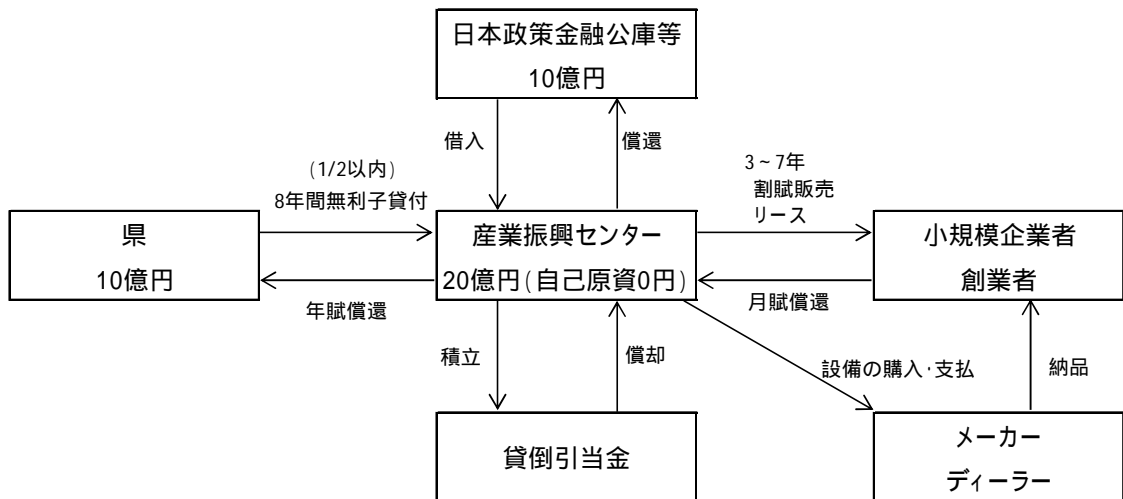 日本政策金融公庫等
10億円
借入
償還
(1/2以内)
8年間無利子貸付
3~7年
割賦販売
リース
県
10億円
産業振興センター
20億円(自己原資0円)
小規模企業者
創業者
年賦償還
月賦償還
積立
償却
設備の購入・支払
納品
貸倒引当金
メーカー
ディーラー